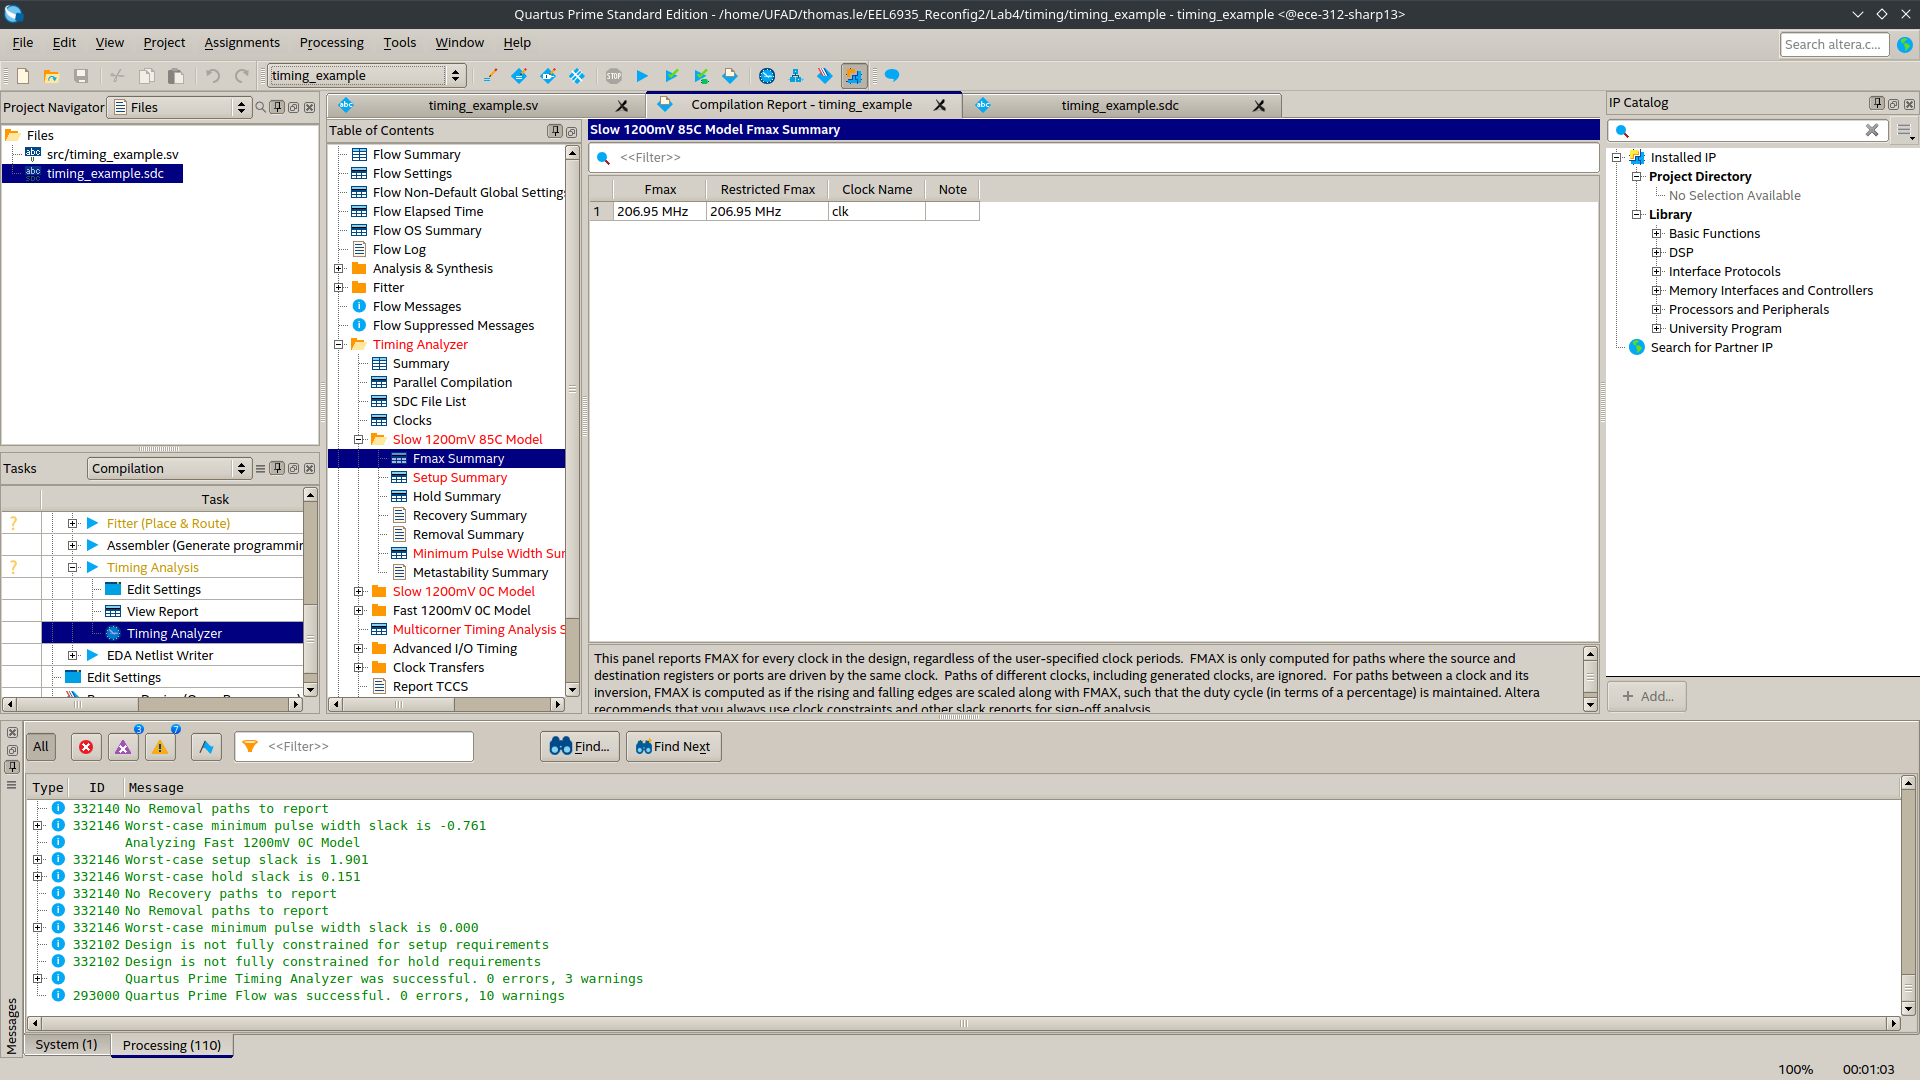 Quartus Prime Standard Edition - /home/UFAD/thomas.le/EEL6935_Reconfig2/Lab4/timing/timing_example - timing_example <@ece-312-sharp13>
File Edit View Project Assignments Processing Tools Window Help
Search altera.c...
timing_example
STOP
Project Navigator Files
Files
src/timing_example.sv
timing_example.sdc
Tasks Compilation
Task
Fitter (Place & Route)
Assembler (Generate programmin
Timing Analysis
Edit Settings
View Report
Timing Analyzer
EDA Netlist Writer
Edit Settings
timing_example.sv
Compilation Report - timing_example
timing_example.sdc
Table of Contents
Flow Summary
Flow Settings
Flow Non-Default Global Settings
Flow Elapsed Time
Flow OS Summary
Flow Log
Analysis & Synthesis
Fitter
Flow Messages
Flow Suppressed Messages
Timing Analyzer
Summary
Parallel Compilation
SDC File List
Clocks
Slow 1200mV 85C Model
Fmax Summary
Setup Summary
Hold Summary
Recovery Summary
Removal Summary
Minimum Pulse Width Sur
Metastability Summary
Slow 1200mV 0C Model
Fast 1200mV 0C Model
Multicorner Timing Analysis S
Advanced I/O Timing
Clock Transfers
Report TCCS
Slow 1200mV 85C Model Fmax Summary
<<Filter>>
Fmax Restricted Fmax Clock Name Note
1 206.95 MHz 206.95 MHz clk
This panel reports FMAX for every clock in the design, regardless of the user-specified clock periods. FMAX is only computed for paths where the source and
destination registers or ports are driven by the same clock. Paths of different clocks, including generated clocks, are ignored. For paths between a clock and its
inversion, FMAX is computed as if the rising and falling edges are scaled along with FMAX, such that the duty cycle (in terms of a percentage) is maintained. Altera
recommends that you always use clock constraints and other slack reports for sign-off analysis.
IP Catalog
Installed IP
Project Directory
No Selection Available
Library
Basic Functions
DSP
Interface Protocols
Memory Interfaces and Controllers
Processors and Peripherals
University Program
Search for Partner IP
+ Add...
All 3 7 <<Filter>> Find... Find Next
Type ID Message
332140 No Removal paths to report
332146 Worst-case minimum pulse width slack is -0.761
Analyzing Fast 1200mV 0C Model
332146 Worst-case setup slack is 1.901
332146 Worst-case hold slack is 0.151
332140 No Recovery paths to report
332140 No Removal paths to report
332146 Worst-case minimum pulse width slack is 0.000
332102 Design is not fully constrained for setup requirements
332102 Design is not fully constrained for hold requirements
Quartus Prime Timing Analyzer was successful. 0 errors, 3 warnings
293000 Quartus Prime Flow was successful. 0 errors, 10 warnings
Messages
System (1) Processing (110)
100% 00:01:03